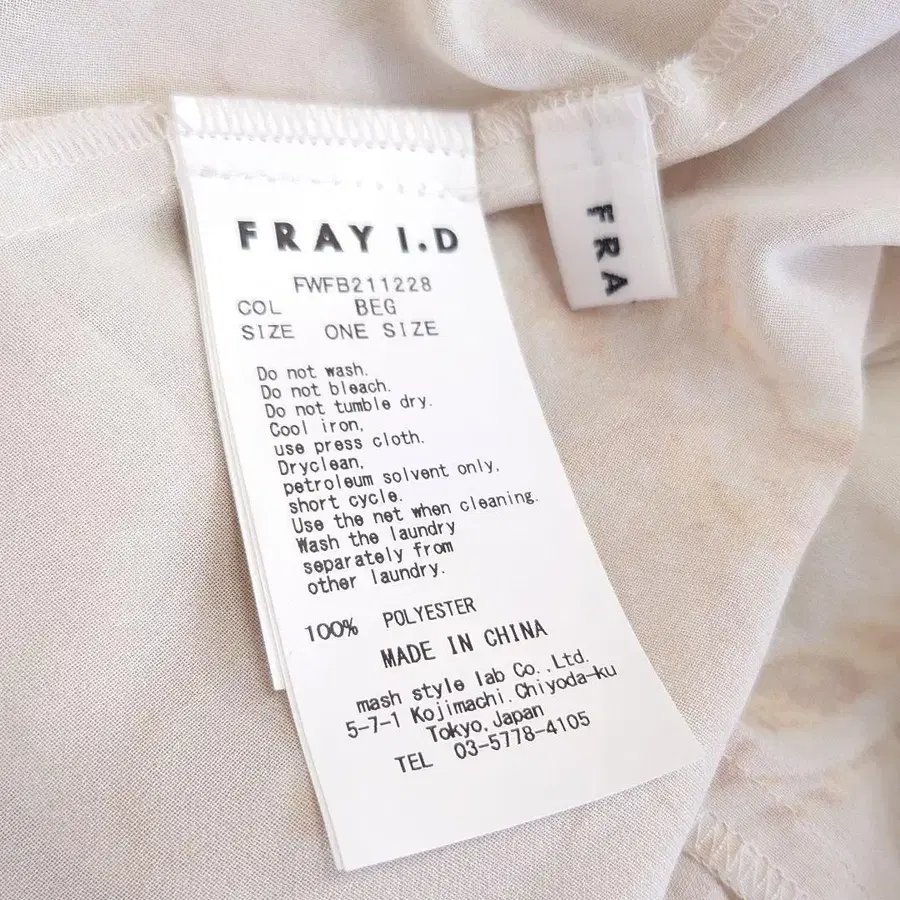 FRAY I.D
FWFB211228
COL BEG
SIZE ONE SIZE
Do not wash.
Do not bleach.
Do not tumble dry.
Cool iron,
use press cloth.
Dryclean,
petroleum solvent only,
short cycle.
Use the net when cleaning.
Wash the laundry
separately from
other laundry.
100% POLYESTER
MADE IN CHINA
mash style lab Co.,Ltd.
5-7-1 Kojimachi.Chiyoda-ku
Tokyo,Japan
TEL 03-5778-4105
FRA